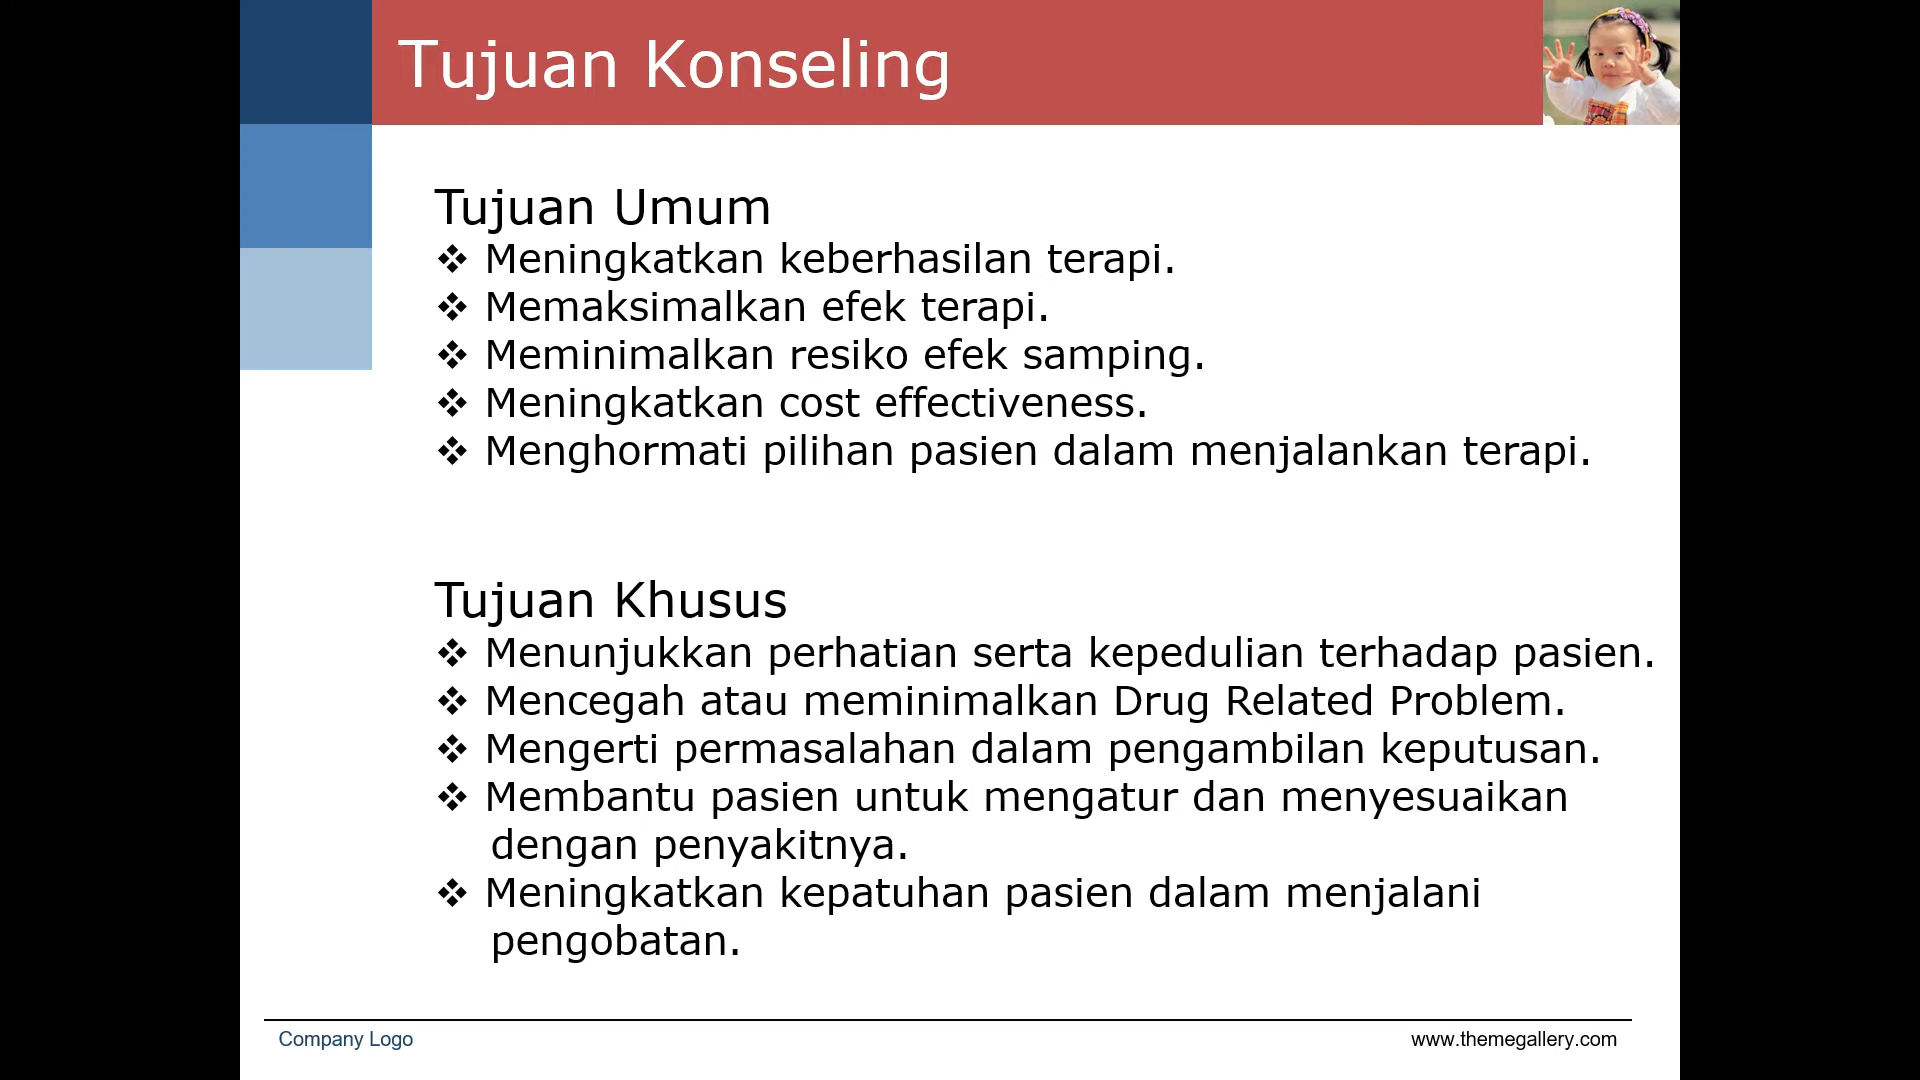 Tujuan Konseling
Tujuan Umum
❖ Meningkatkan keberhasilan terapi.
❖ Memaksimalkan efek terapi.
❖ Meminimalkan resiko efek samping.
❖ Meningkatkan cost effectiveness.
❖ Menghormati pilihan pasien dalam menjalankan terapi.
Tujuan Khusus
❖ Menunjukkan perhatian serta kepedulian terhadap pasien.
❖ Mencegah atau meminimalkan Drug Related Problem.
❖ Mengerti permasalahan dalam pengambilan keputusan.
❖ Membantu pasien untuk mengatur dan menyesuaikan
dengan penyakitnya.
❖ Meningkatkan kepatuhan pasien dalam menjalani
pengobatan.
Company Logo
www.themegallery.com